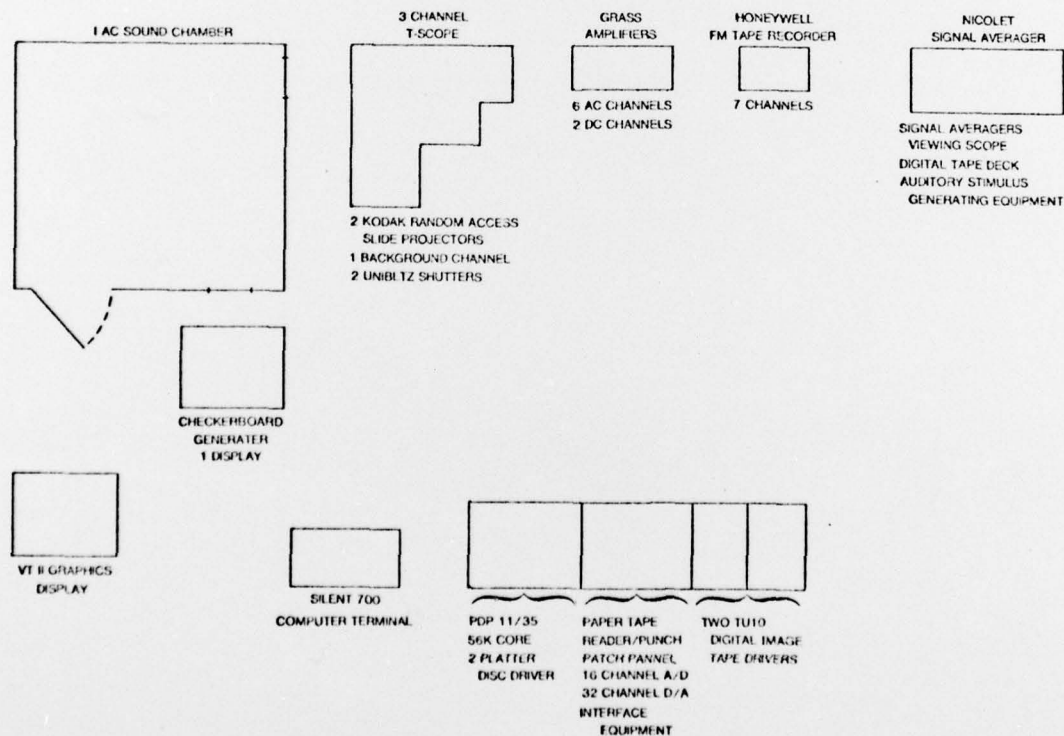 I AC SOUND CHAMBER
3 CHANNEL
T-SCOPE
2 KODAK RANDOM ACCESS
SLIDE PROJECTORS
1 BACKGROUND CHANNEL
2 UNIBLTZ SHUTTERS
GRASS
AMPLIFIERS
6 AC CHANNELS
2 DC CHANNELS
HONEYWELL
FM TAPE RECORDER
7 CHANNELS
NICOLET
SIGNAL AVERAGER
SIGNAL AVERAGERS
VIEWING SCOPE
DIGITAL TAPE DECK
AUDITORY STIMULUS
GENERATING EQUIPMENT
CHECKERBOARD
GENERATER
1 DISPLAY
VT II GRAPHICS
DISPLAY
SILENT 700
COMPUTER TERMINAL
PDP 11/35
56K CORE
2 PLATTER
DISC DRIVER
PAPER TAPE
READER/PUNCH
PATCH PANNEL
16 CHANNEL A/D
32 CHANNEL D/A
INTERFACE
EQUIPMENT
TWO TU10
DIGITAL IMAGE
TAPE DRIVERS